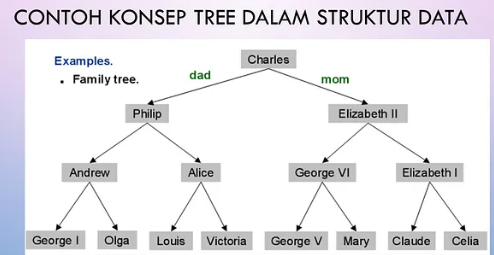 CONTOH KONSEP TREE DALAM STRUKTUR DATA
Examples.
• Family tree.
Charles
dad
mom
Philip
Elizabeth II
Andrew
Alice
George VI
Elizabeth I
George I
Olga
Louis
Victoria
George V
Mary
Claude
Celia